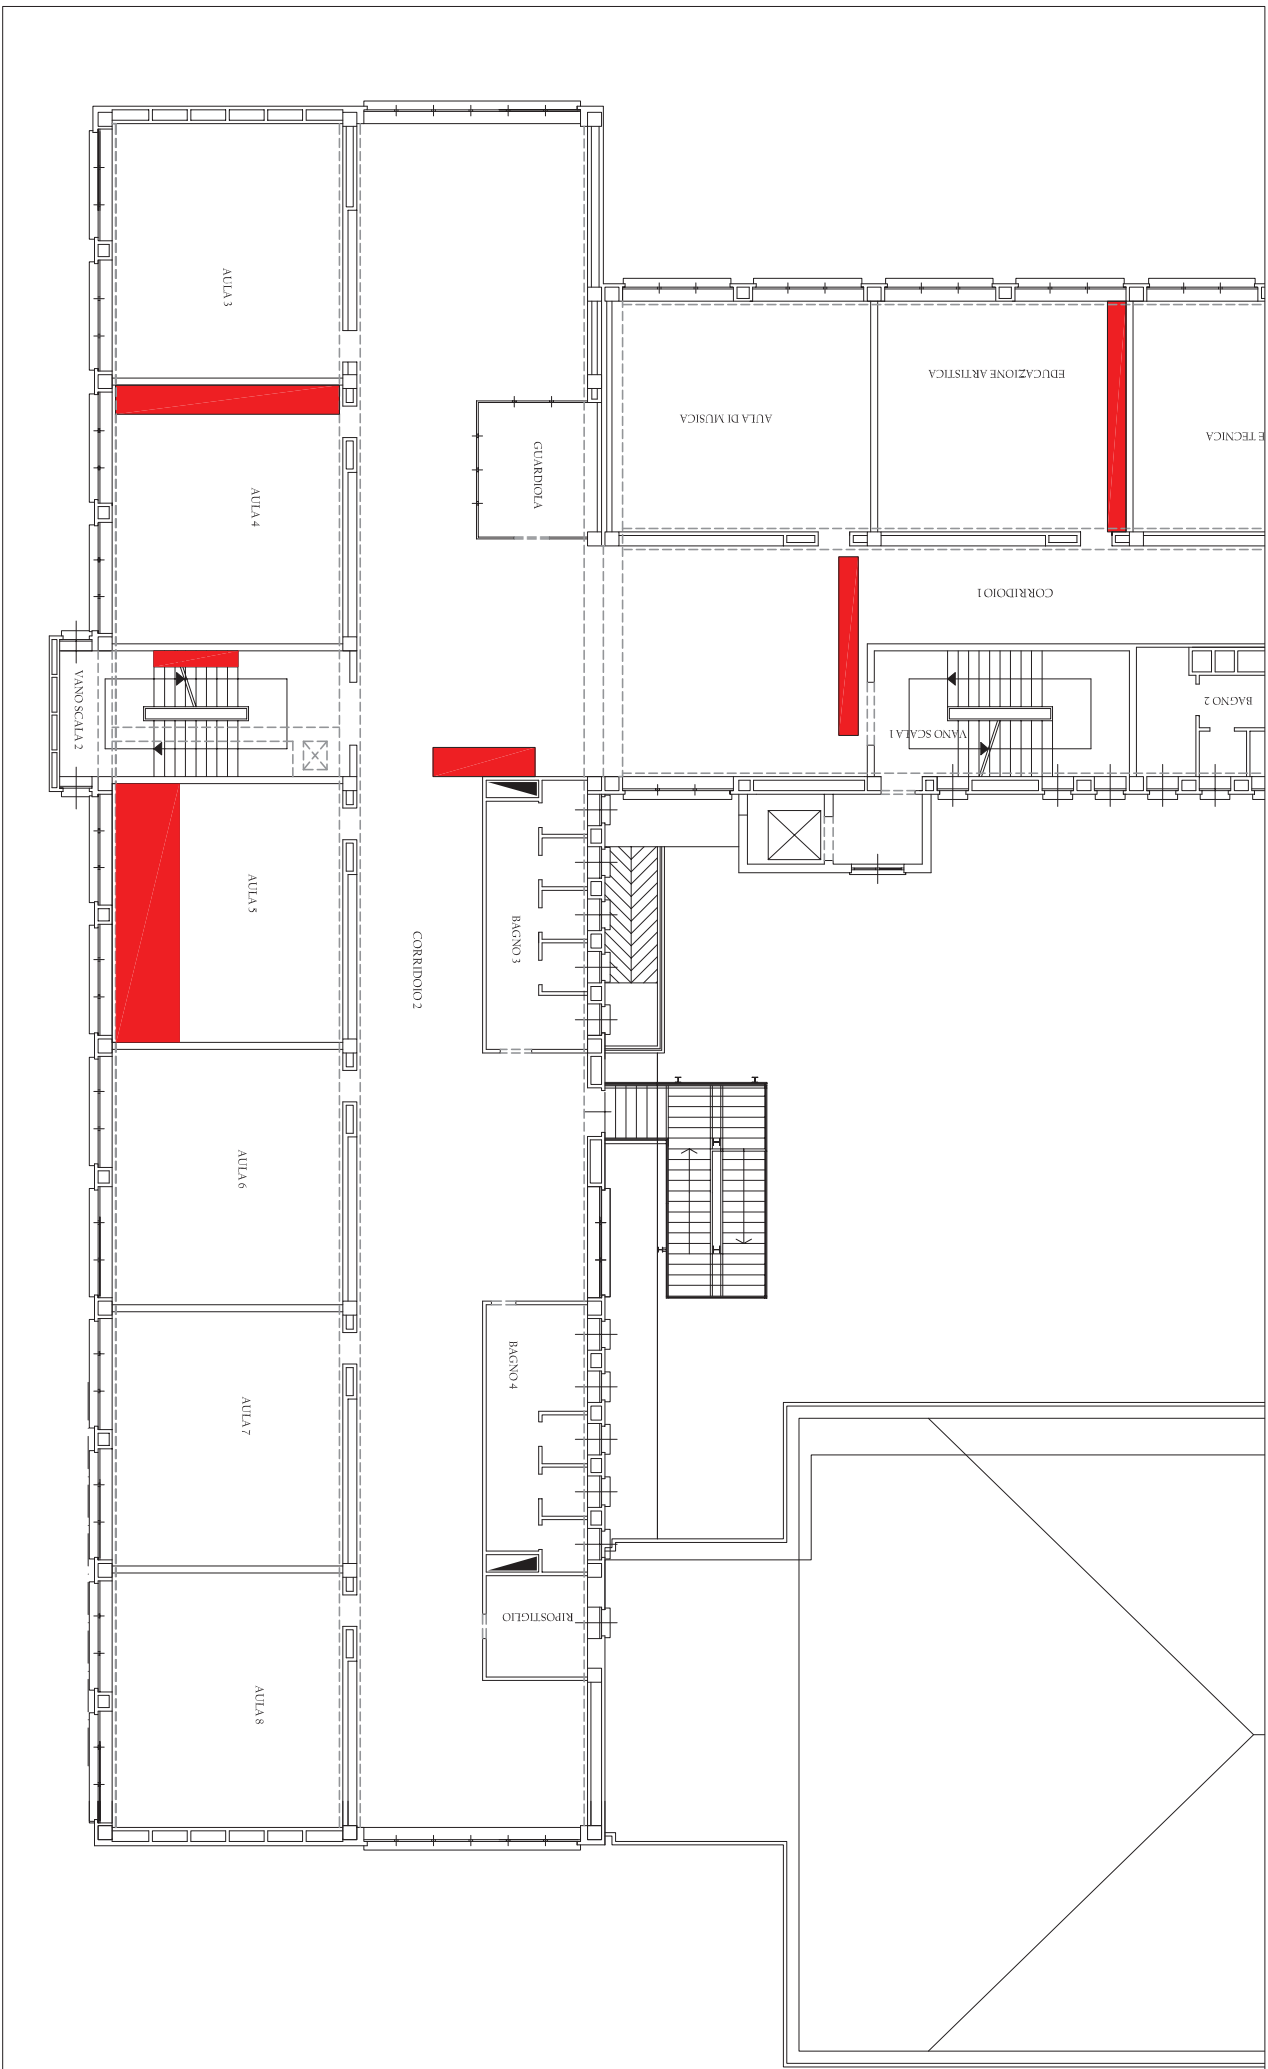 AULA 3
EDUCAZIONE ARTISTICA
AULA DI MUSICA
E TECNICA
GUARDIOLA
AULA 4
CORRIDOIO 1
VANO SCALA 2
BAGNO 2
VANO SCALA 1
AULA 5
BAGNO 3
CORRIDOIO 2
AULA 6
BAGNO 4
AULA 7
RIPOSTIGLIO
AULA 8